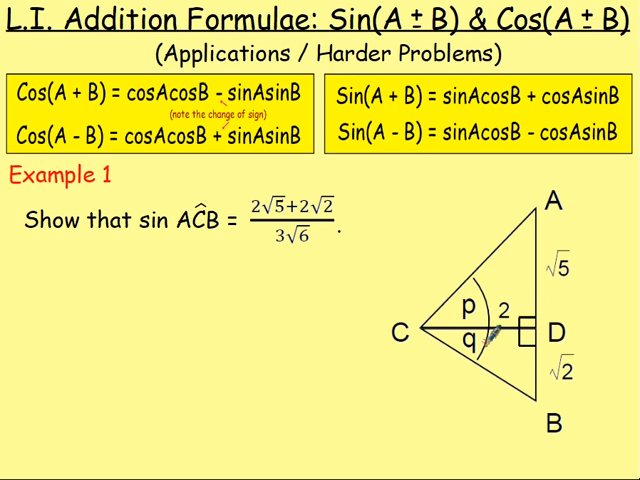 L.I. Addition Formulae: Sin(A ± B) & Cos(A ± B)
(Applications / Harder Problems)
Cos(A + B) = cosAcosB - sinAsinB
(note the change of sign)
Cos(A - B) = cosAcosB + sinAsinB
Sin(A + B) = sinAcosB + cosAsinB
Sin(A - B) = sinAcosB - cosAsinB
Example 1
Show that sin AĈB = (2√5+2√2)/(3√6).
A
√5
p
2
C
D
q
√2
B